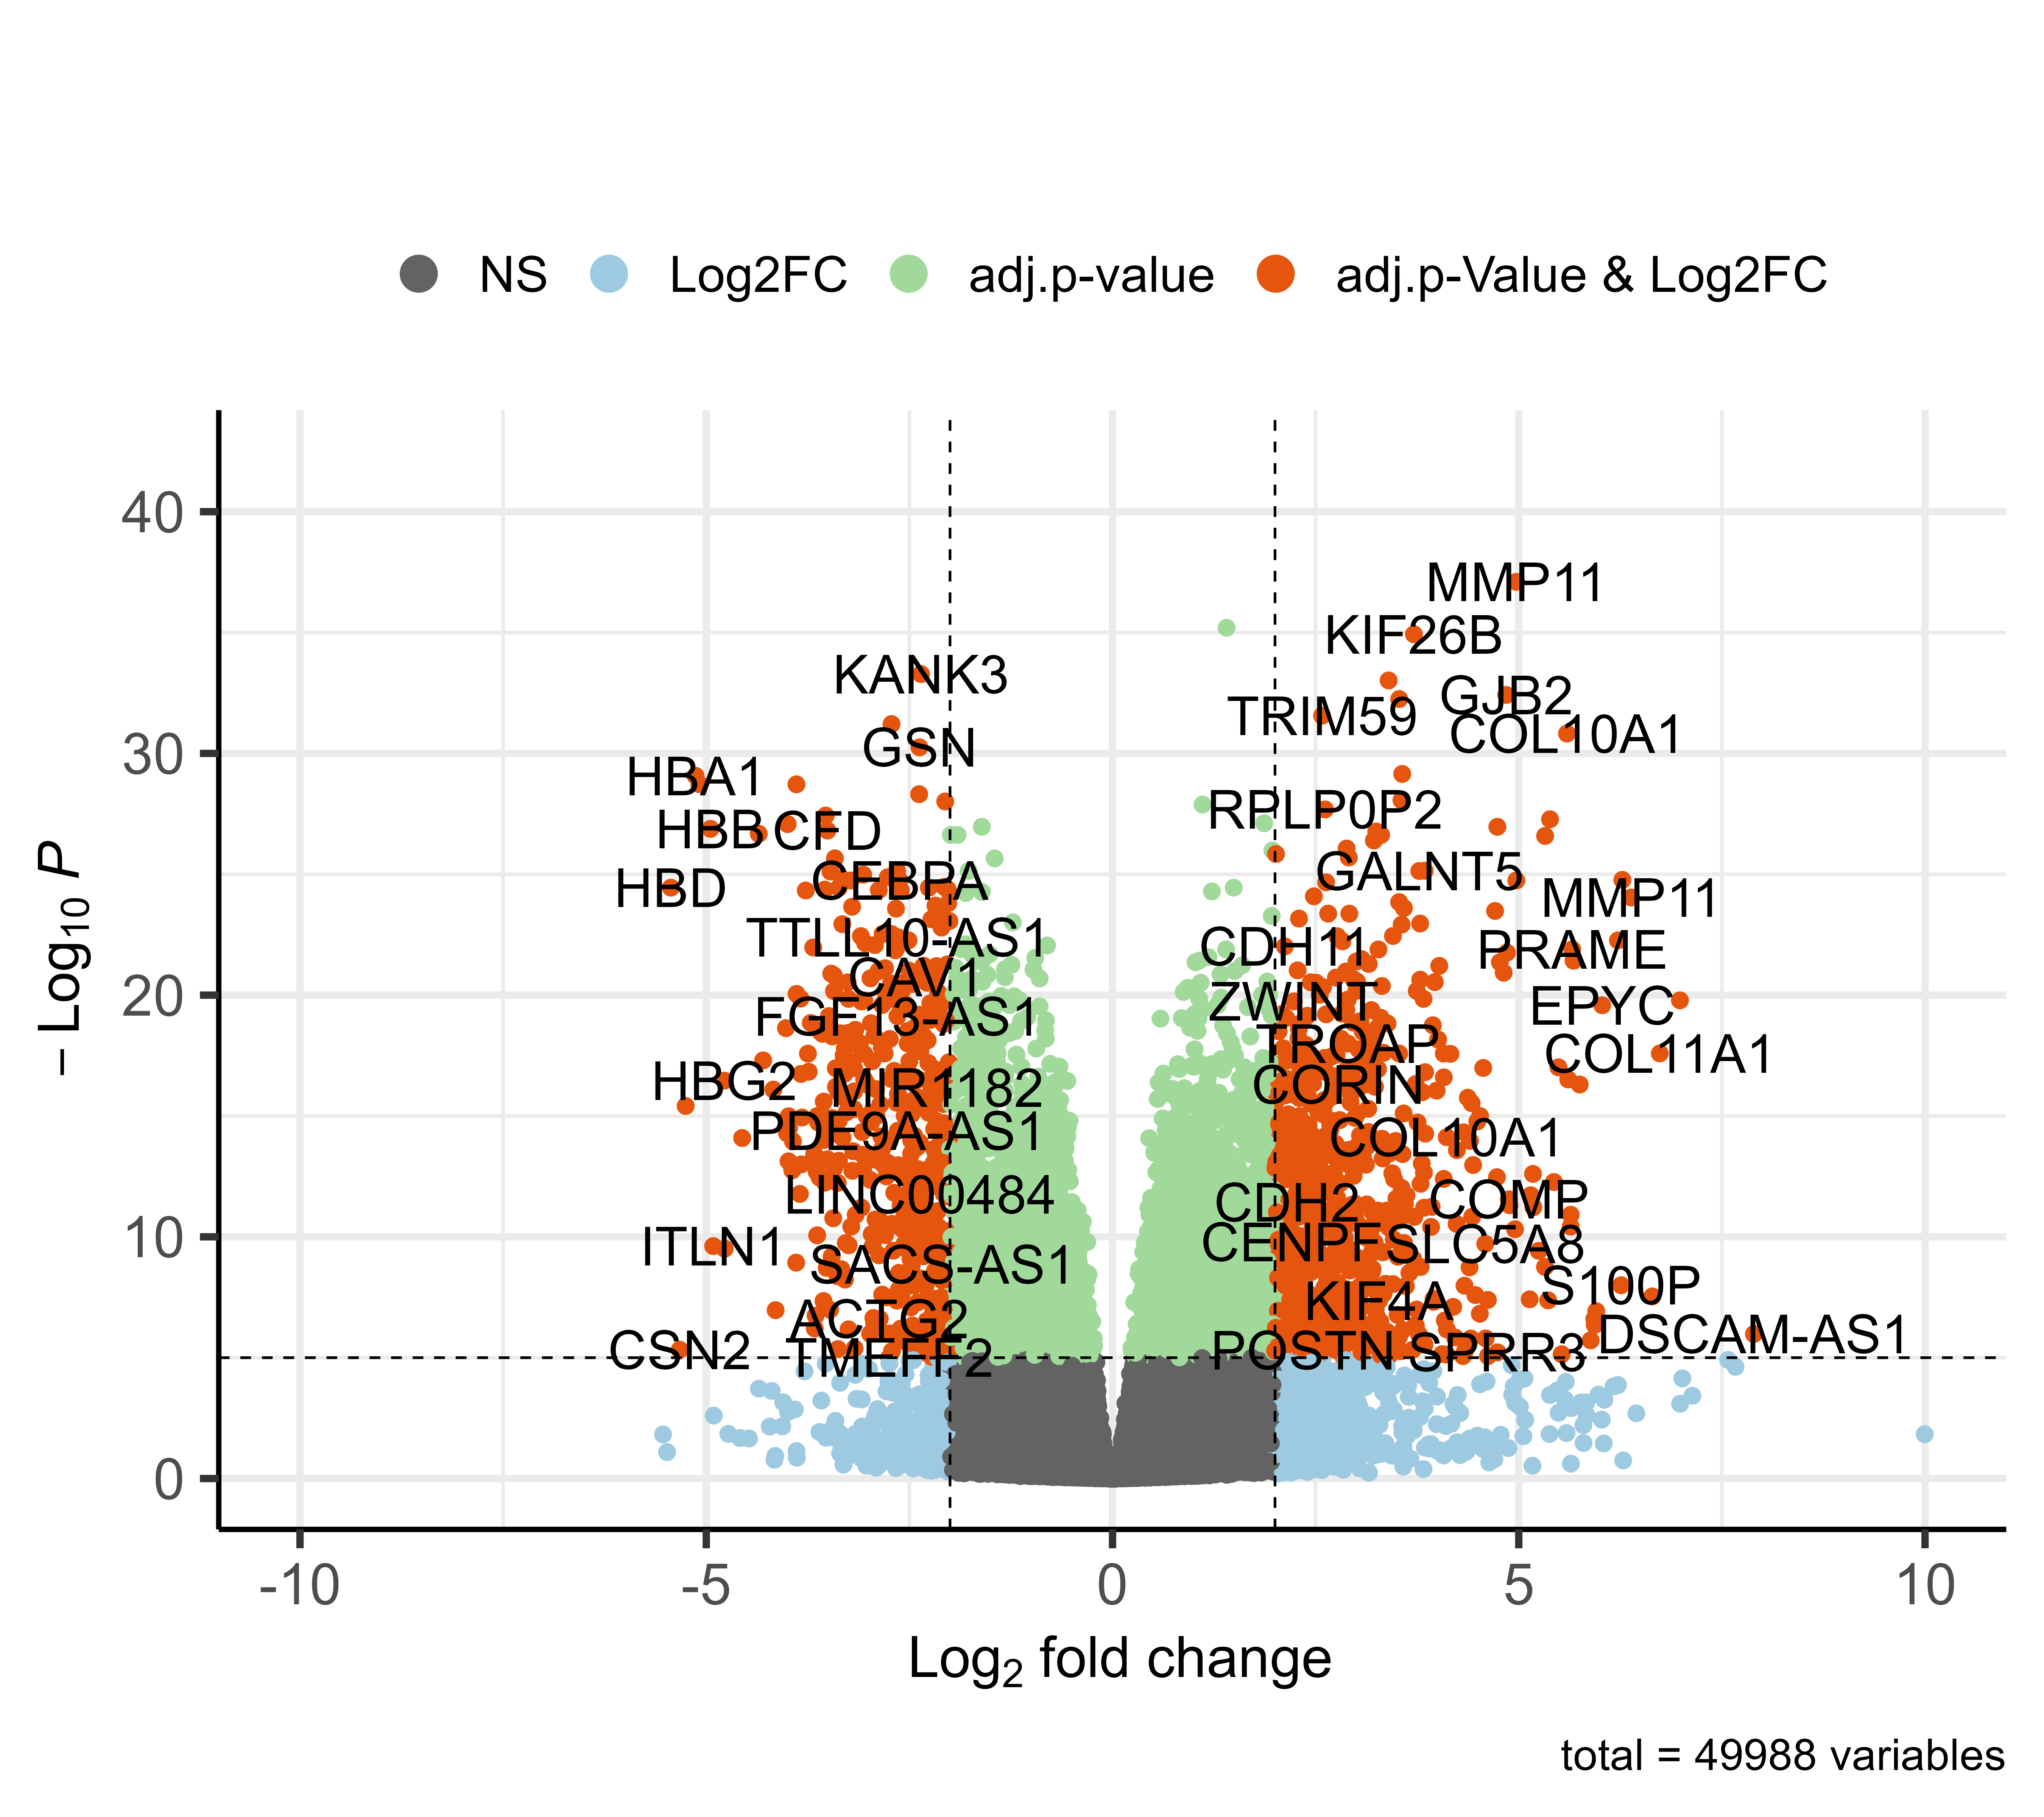 NS Log2FC adj.p-value adj.p-Value & Log2FC
– Log10 P
40
30
20
10
0
MMP11
KIF26B
KANK3
GJB2
TRIM59
COL10A1
GSN
HBA1
RPLP0P2
HBB CFD
GALNT5
CEBPA
HBD
MMP11
TTLL10-AS1
CDH11
PRAME
CAV1
ZWINT
EPYC
FGF13-AS1
TROAP
COL11A1
HBG2
CORIN
MIR1182
PDE9A-AS1
COL10A1
LINC00484
CDH2
COMP
ITLN1
CENPF
SLC5A8
SACS-AS1
S100P
KIF4A
ACTG2
DSCAM-AS1
CSN2
POSTN
SPRR3
TMEFF2
-10 -5 0 5 10
Log2 fold change
total = 49988 variables